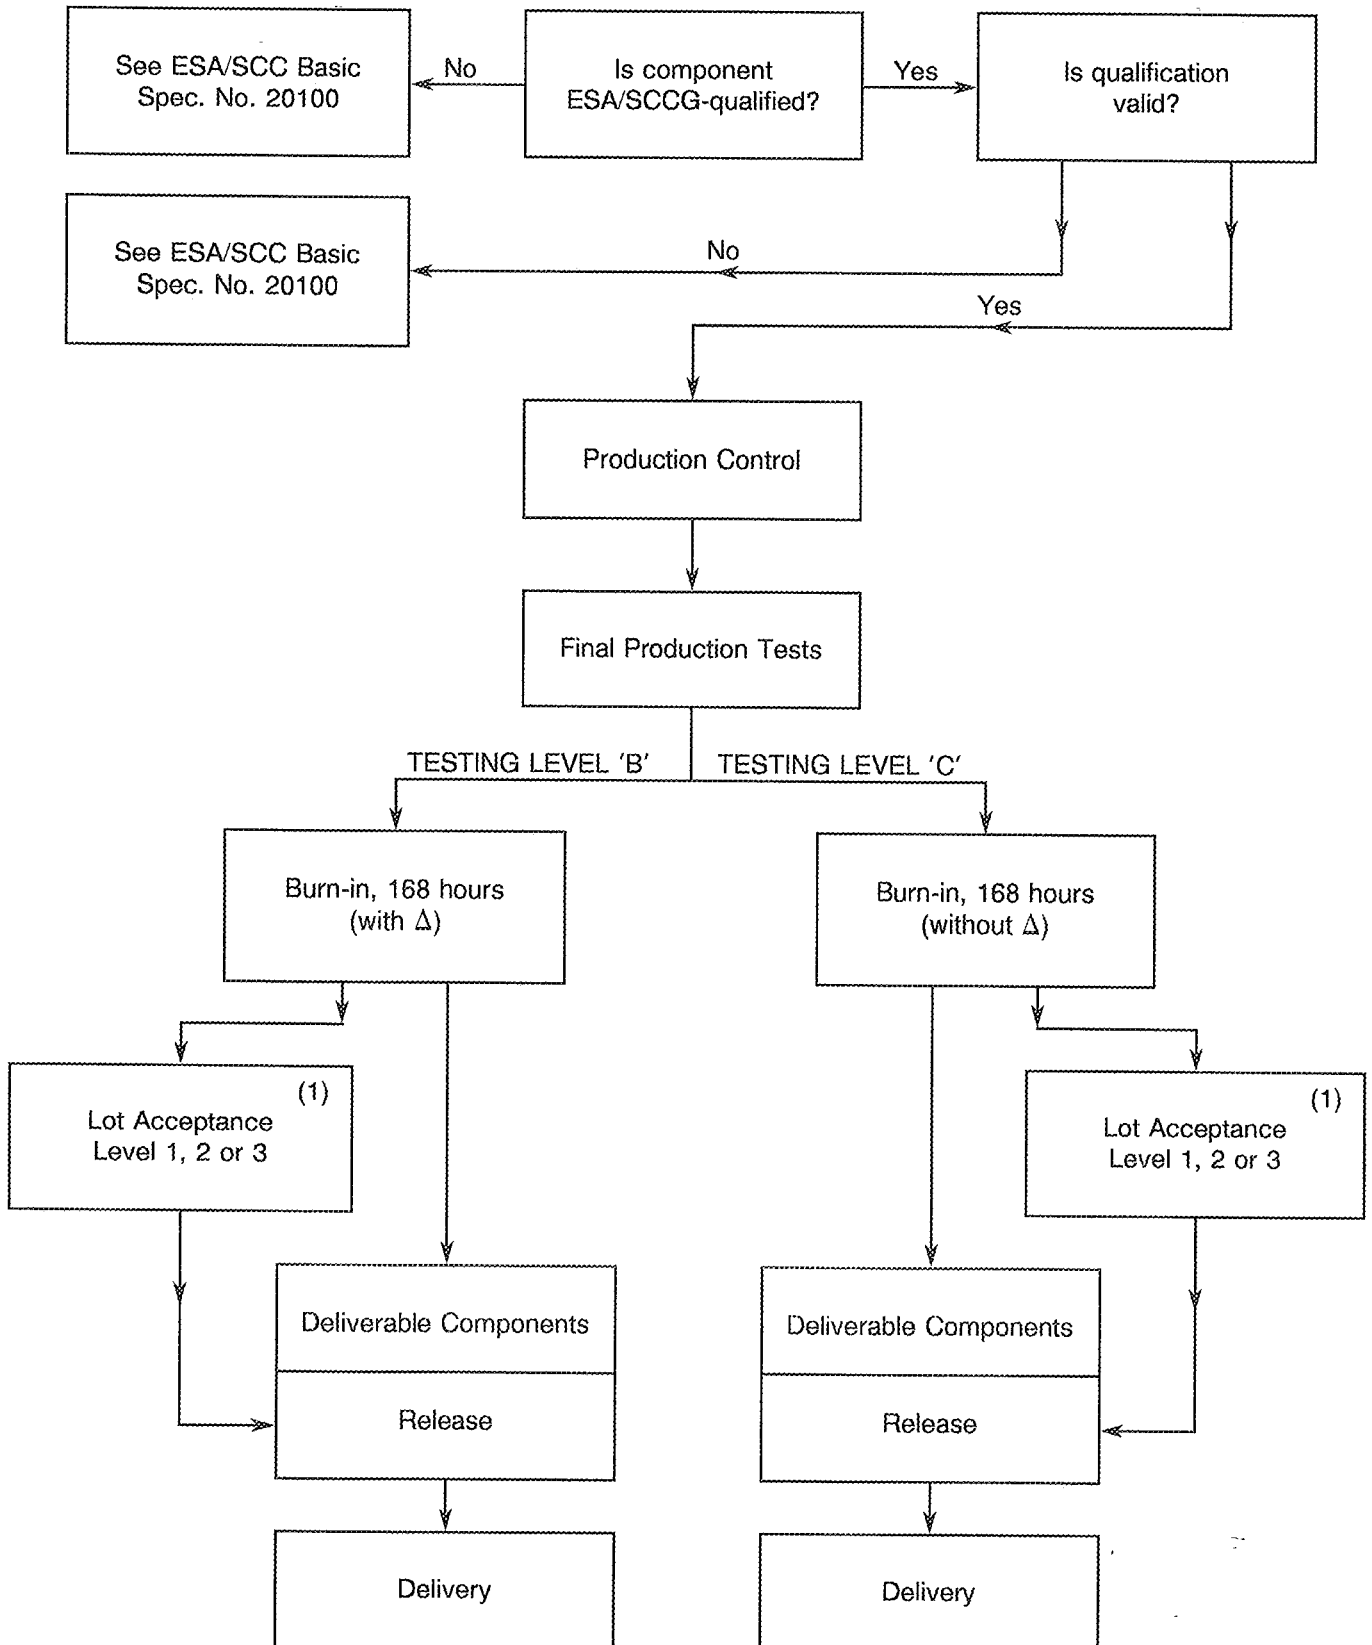 See ESA/SCC Basic
Spec. No. 20100
No
Is component
ESA/SCCG-qualified?
Yes
Is qualification
valid?
See ESA/SCC Basic
Spec. No. 20100
No
Yes
Production Control
Final Production Tests
TESTING LEVEL 'B'
TESTING LEVEL 'C'
Burn-in, 168 hours
(with Δ)
Burn-in, 168 hours
(without Δ)
(1)
Lot Acceptance
Level 1, 2 or 3
(1)
Lot Acceptance
Level 1, 2 or 3
Deliverable Components
Release
Deliverable Components
Release
Delivery
Delivery